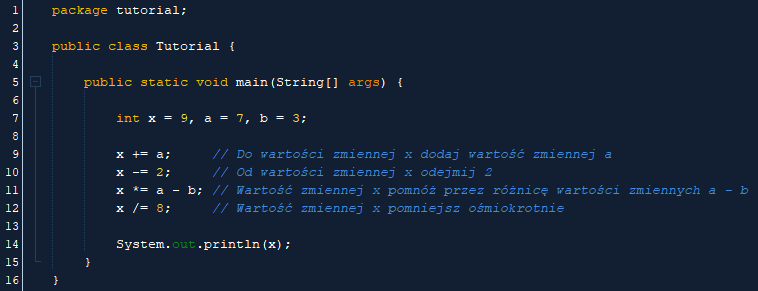 1 package tutorial;
2
3 public class Tutorial {
4
5 public static void main(String[] args) {
6
7 int x = 9, a = 7, b = 3;
8
9 x += a; // Do wartości zmiennej x dodaj wartość zmiennej a
10 x -= 2; // Od wartości zmiennej x odejmij 2
11 x *= a - b; // Wartość zmiennej x pomnóż przez różnicę wartości zmiennych a - b
12 x /= 8; // Wartość zmiennej x pomniejsz ośmiokrotnie
13
14 System.out.println(x);
15 }
16 }